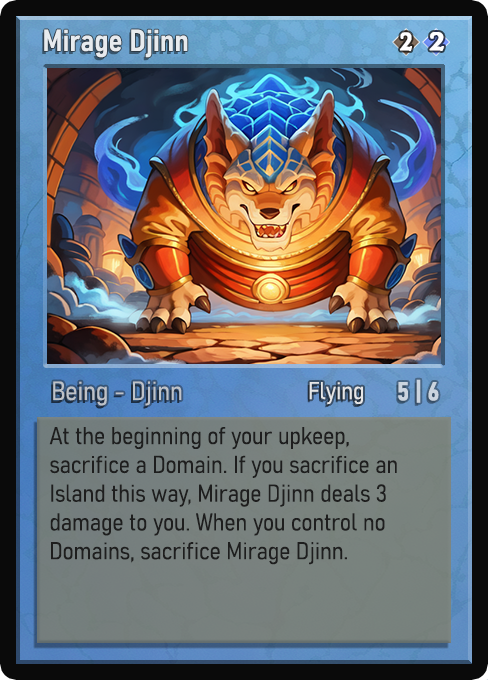 Mirage Djinn 2 2
Being - Djinn Flying 5|6
At the beginning of your upkeep,
sacrifice a Domain. If you sacrifice an
Island this way, Mirage Djinn deals 3
damage to you. When you control no
Domains, sacrifice Mirage Djinn.